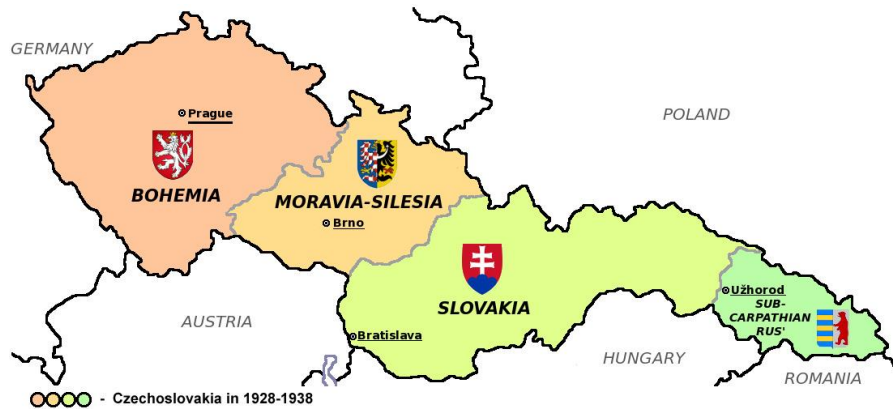 GERMANY
POLAND
Prague
BOHEMIA
MORAVIA-SILESIA
Brno
SLOVAKIA
Užhorod
SUB-
CARPATHIAN
RUS'
AUSTRIA
Bratislava
HUNGARY
ROMANIA
- Czechoslovakia in 1928-1938